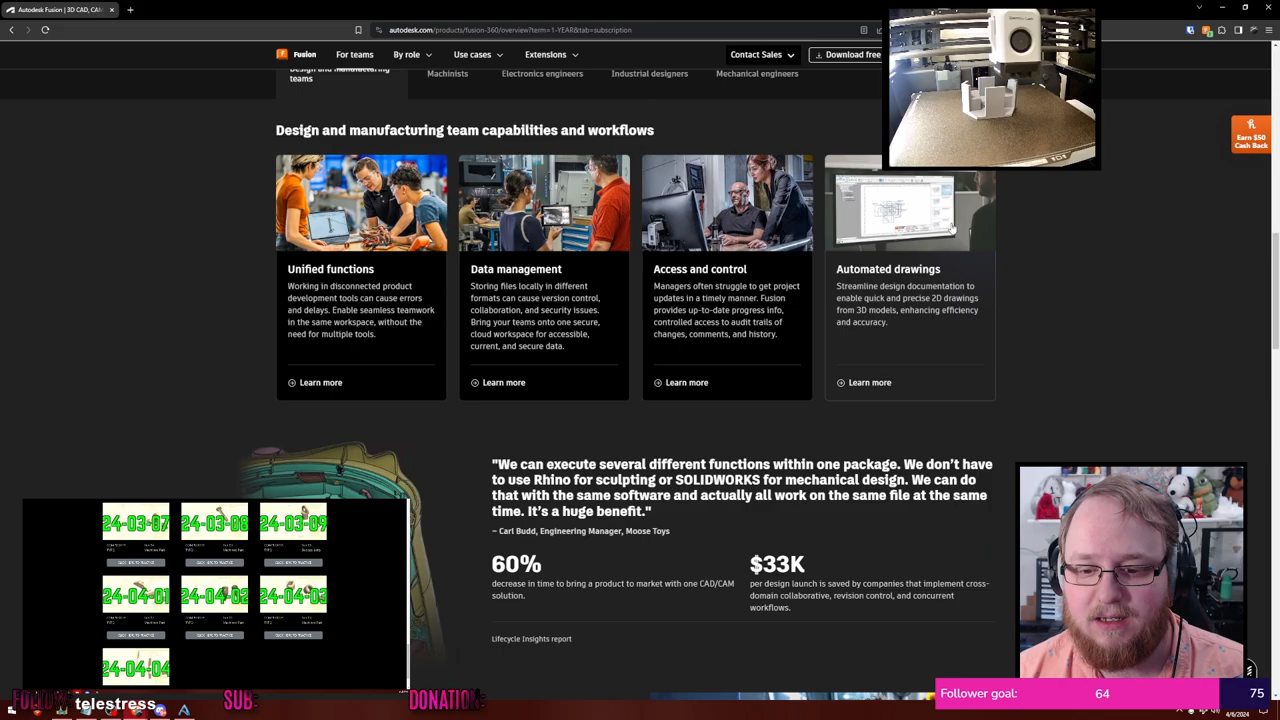 Autodesk Fusion | 3D CAD, CAM
autodesk.com/products/fusion-360/overview?term=1-YEAR&tab=subscription
Fusion
For teams
By role
Use cases
Extensions
Contact Sales
Download free
Design and manufacturing
teams
Machinists
Electronics engineers
Industrial designers
Mechanical engineers
Earn $50
Cash Back
Design and manufacturing team capabilities and workflows
Unified functions
Working in disconnected product
development tools can cause errors
and delays. Enable seamless teamwork
in the same workspace, without the
need for multiple tools.
Learn more
Data management
Storing files locally in different
formats can cause version control,
collaboration, and security issues.
Bring your teams onto one secure,
cloud workspace for accessible,
current, and secure data.
Learn more
Access and control
Managers often struggle to get project
updates in a timely manner. Fusion
provides up-to-date progress info,
controlled access to audit trails of
changes, comments, and history.
Learn more
Automated drawings
Streamline design documentation to
enable quick and precise 2D drawings
from 3D models, enhancing efficiency
and accuracy.
Learn more
"We can execute several different functions within one package. We don't have
to use Rhino for sculpting or SOLIDWORKS for mechanical design. We can do
that with the same software and actually all work on the same file at the same
time. It's a huge benefit."
– Carl Budd, Engineering Manager, Moose Toys
60%
decrease in time to bring a product to market with one CAD/CAM
solution.
$33K
per design launch is saved by companies that implement cross-
domain collaborative, revision control, and concurrent
workflows.
Lifecycle Insights report
24-03-07
24-03-08
24-03-09
24-04-01
24-04-02
24-04-03
24-04-04
FOLLOW:
telestress
SUB:
DONATION:
Follower goal:
64
75
4/6/2024